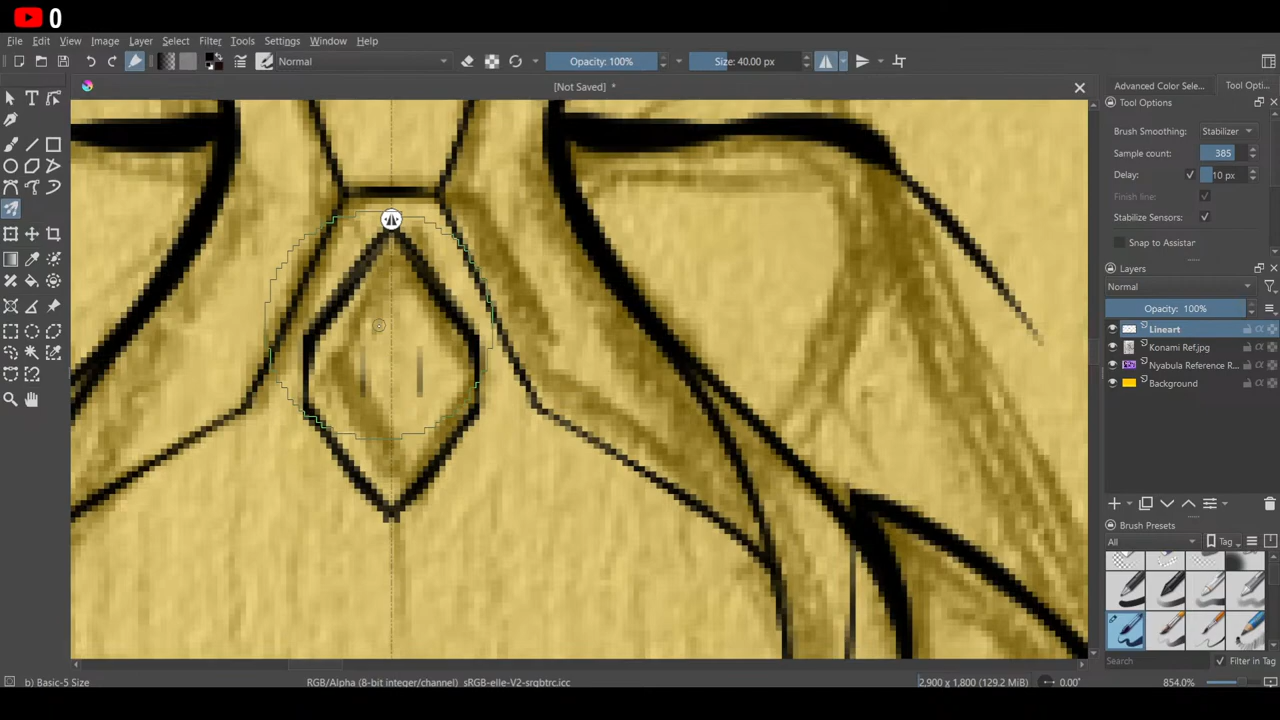 0
File Edit View Image Layer Select Filter Tools Settings Window Help
Normal
Opacity: 100%
Size: 40.00 px
[Not Saved] *
Advanced Color Sele...
Tool Opti...
Tool Options
Brush Smoothing: Stabilizer
Sample count: 385
Delay: 10 px
Finish line:
Stabilize Sensors:
Snap to Assistar
Layers
Normal
Opacity: 100%
Lineart
Konami Ref.jpg
Nyabula Reference R...
Background
Brush Presets
All
Tag
Search
Filter in Tag
b) Basic-5 Size
RGB/Alpha (8-bit integer/channel) sRGB-elle-V2-srgbtrc.icc
2,900 x 1,800 (129.2 MiB)
0.00°
854.0%